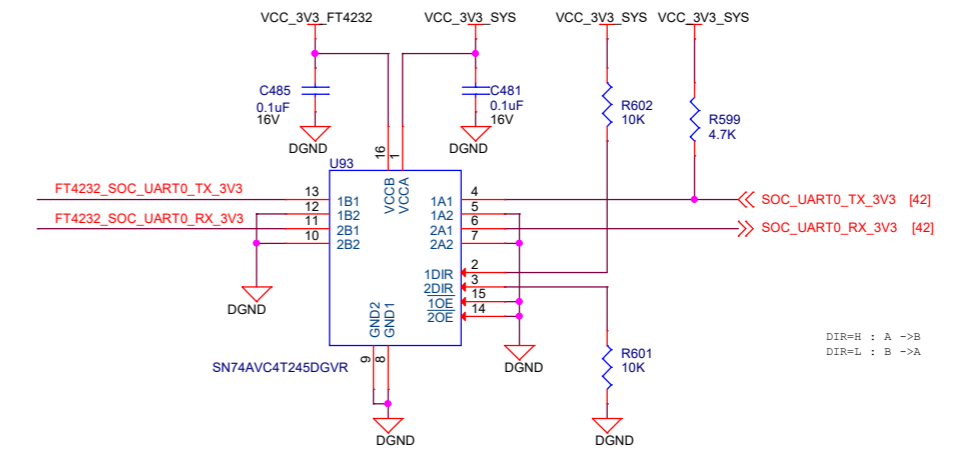 VCC_3V3_FT4232
VCC_3V3_SYS
VCC_3V3_SYS
VCC_3V3_SYS
C485
0.1uF
16V
DGND
C481
0.1uF
16V
DGND
R602
10K
R599
4.7K
U93
16
1
VCCB
VCCA
FT4232_SOC_UART0_TX_3V3
13
1B1
12
1B2
FT4232_SOC_UART0_RX_3V3
11
2B1
10
2B2
1A1
4
1A2
5
2A1
6
2A2
7
SOC_UART0_TX_3V3 [42]
SOC_UART0_RX_3V3 [42]
1DIR
2
2DIR
3
1OE
15
2OE
14
DGND
GND2
GND1
9
8
SN74AVC4T245DGVR
DGND
DGND
R601
10K
DGND
DIR=H : A ->B
DIR=L : B ->A